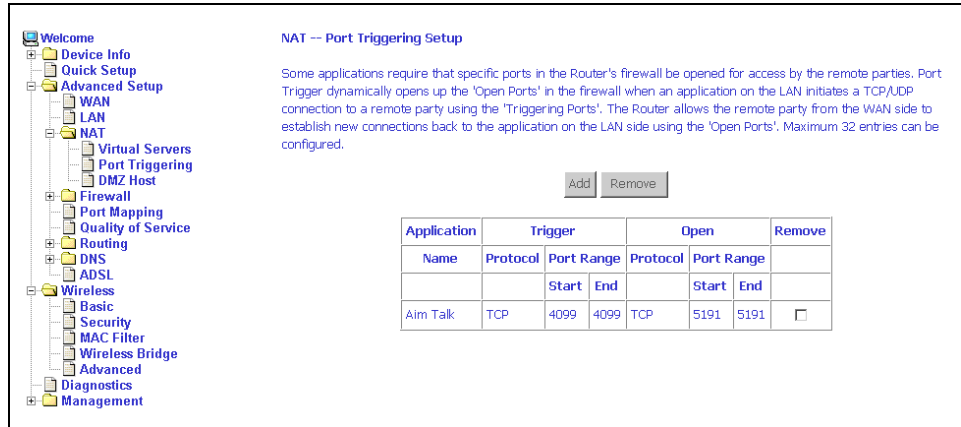 Welcome
Device Info
Quick Setup
Advanced Setup
WAN
LAN
NAT
Virtual Servers
Port Triggering
DMZ Host
Firewall
Port Mapping
Quality of Service
Routing
DNS
ADSL
Wireless
Basic
Security
MAC Filter
Wireless Bridge
Advanced
Diagnostics
Management
NAT -- Port Triggering Setup
Some applications require that specific ports in the Router's firewall be opened for access by the remote parties. Port
Trigger dynamically opens up the 'Open Ports' in the firewall when an application on the LAN initiates a TCP/UDP
connection to a remote party using the 'Triggering Ports'. The Router allows the remote party from the WAN side to
establish new connections back to the application on the LAN side using the 'Open Ports'. Maximum 32 entries can be
configured.
Add Remove
Application Trigger Open Remove
Name Protocol Port Range Protocol Port Range
Start End Start End
Aim Talk TCP 4099 4099 TCP 5191 5191